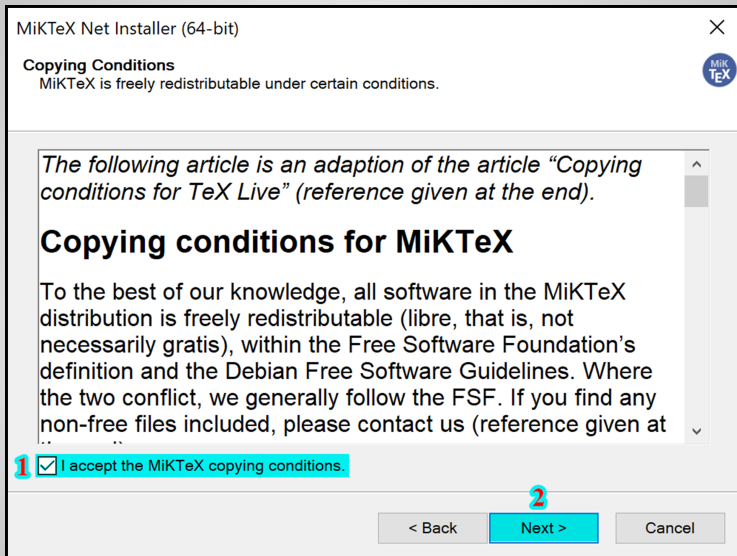 MiKTeX Net Installer (64-bit)
Copying Conditions
MiKTeX is freely redistributable under certain conditions.
MiK
TEX
The following article is an adaption of the article “Copying
conditions for TeX Live” (reference given at the end).
Copying conditions for MiKTeX
To the best of our knowledge, all software in the MiKTeX
distribution is freely redistributable (libre, that is, not
necessarily gratis), within the Free Software Foundation’s
definition and the Debian Free Software Guidelines. Where
the two conflict, we generally follow the FSF. If you find any
non-free files included, please contact us (reference given at
1 I accept the MiKTeX copying conditions.
2
< Back Next > Cancel